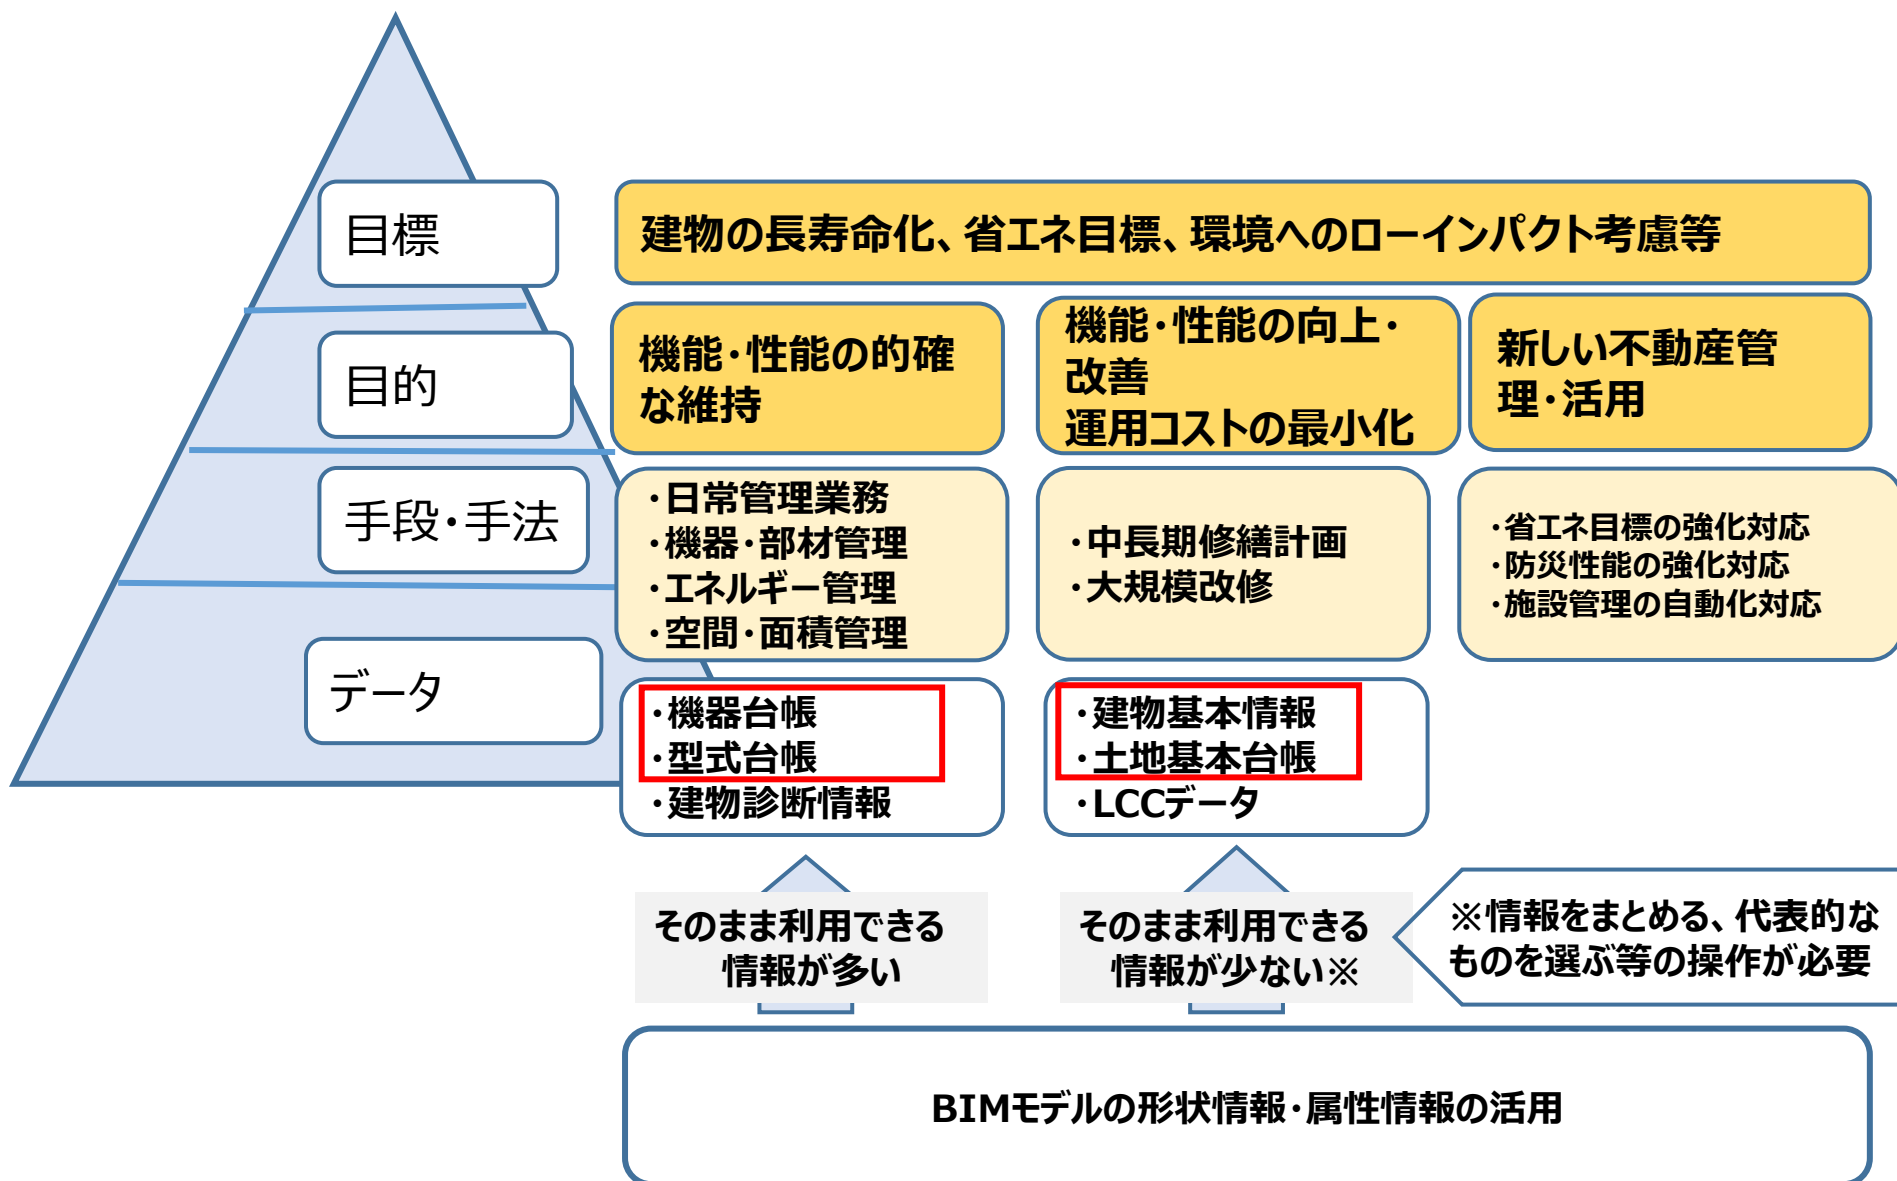 目標
建物の長寿命化、省エネ目標、環境へのローインパクト考慮等
目的
機能・性能の的確
な維持
機能・性能の向上・
改善
運用コストの最小化
新しい不動産管
理・活用
手段・手法
・日常管理業務
・機器・部材管理
・エネルギー管理
・空間・面積管理
・中長期修繕計画
・大規模改修
・省エネ目標の強化対応
・防災性能の強化対応
・施設管理の自動化対応
データ
・機器台帳
・型式台帳
・建物診断情報
・建物基本情報
・土地基本台帳
・LCCデータ
そのまま利用できる
情報が多い
そのまま利用できる
情報が少ない※
※情報をまとめる、代表的な
ものを選ぶ等の操作が必要
BIMモデルの形状情報・属性情報の活用